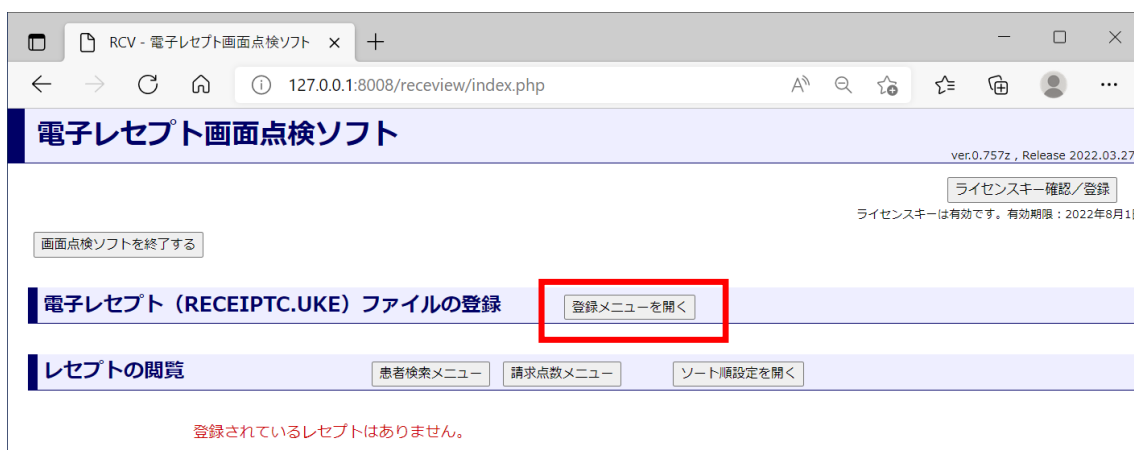 RCV - 電子レセプト画面点検ソフト
127.0.0.1:8008/receview/index.php
電子レセプト画面点検ソフト
ver.0.757z , Release 2022.03.27
ライセンスキー確認／登録
ライセンスキーは有効です。有効期限：2022年8月1
画面点検ソフトを終了する
電子レセプト（RECEIPTC.UKE）ファイルの登録 登録メニューを開く
レセプトの閲覧 患者検索メニュー 請求点数メニュー ソート順設定を開く
登録されているレセプトはありません。